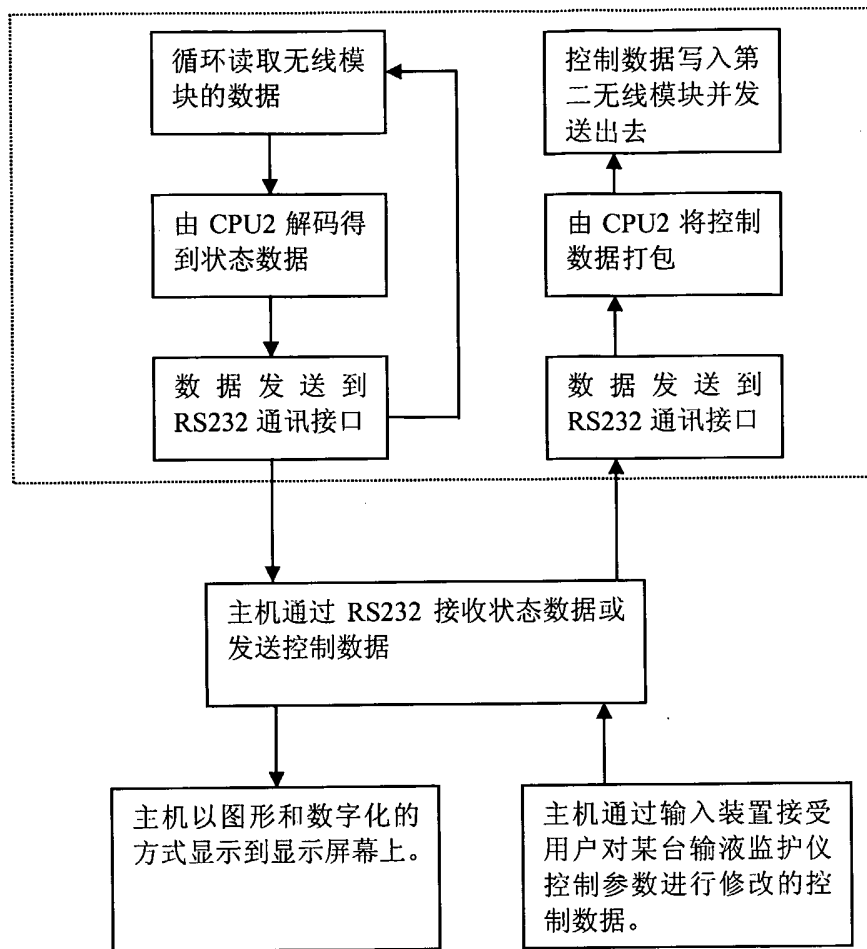 循环读取无线模
块的数据
控制数据写入第
二无线模块并发
送出去
由 CPU2 解码得
到状态数据
由 CPU2 将控制
数据打包
数据发送到
RS232 通讯接口
数据发送到
RS232 通讯接口
主机通过 RS232 接收状态数据或
发送控制数据
主机以图形和数字化的
方式显示到显示屏幕上。
主机通过输入装置接受
用户对某台输液监护仪
控制参数进行修改的控
制数据。